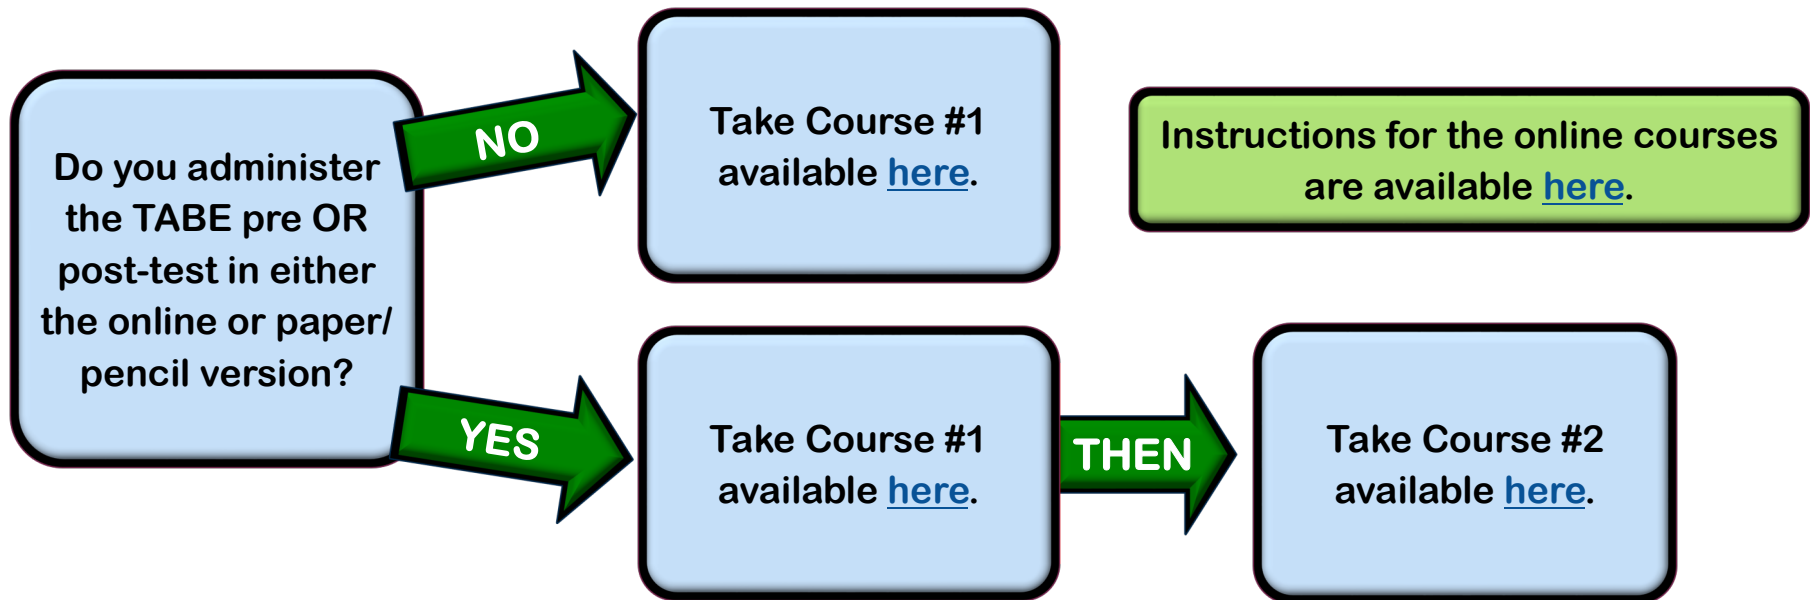 Do you administer
the TABE pre OR
post-test in either
the online or paper/
pencil version?
NO
Take Course #1
available here.
Instructions for the online courses
are available here.
YES
Take Course #1
available here.
THEN
Take Course #2
available here.